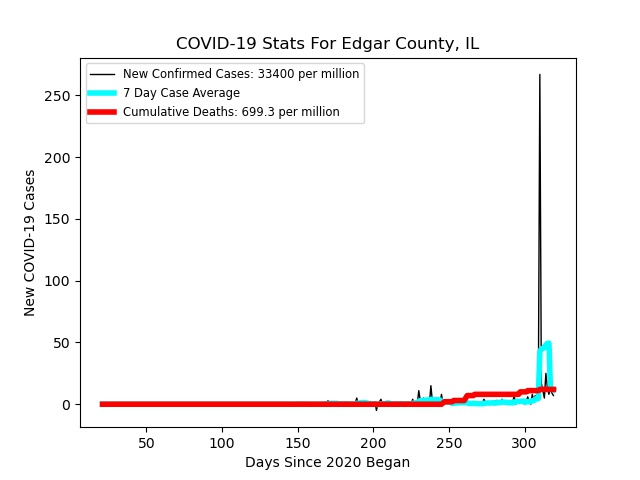 COVID-19 Stats For Edgar County, IL
New Confirmed Cases: 33400 per million
7 Day Case Average
Cumulative Deaths: 699.3 per million
New COVID-19 Cases
250
200
150
100
50
0
50 100 150 200 250 300
Days Since 2020 Began